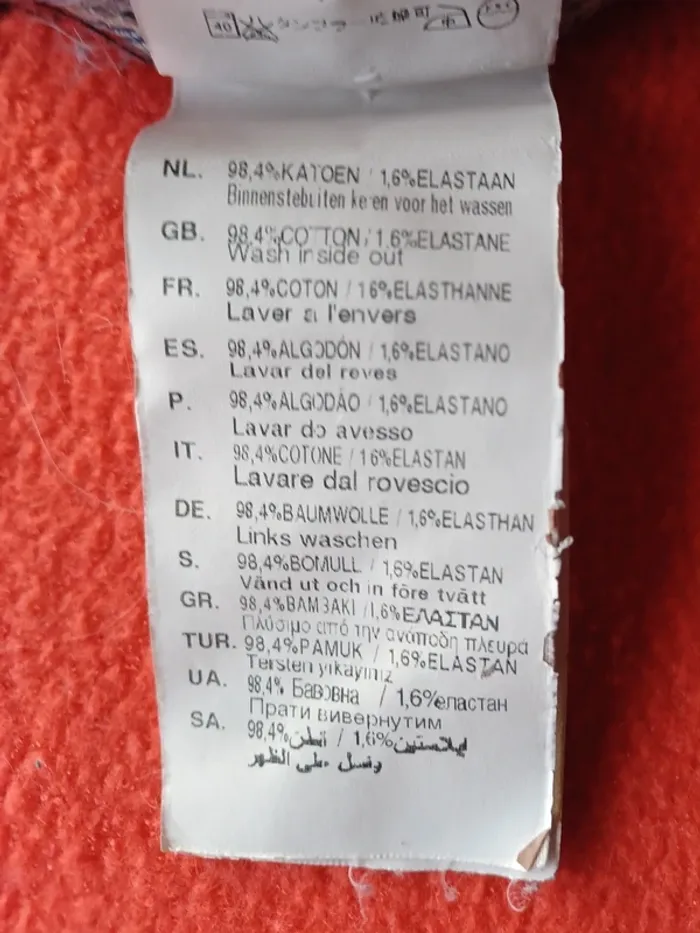 40
NL. 98,4%KATOEN / 1,6%ELASTAAN
Binnenstebuiten keren voor het wassen
GB. 98,4%COTTON / 1,6%ELASTANE
Wash inside out
FR. 98,4%COTON / 16%ELASTHANNE
Laver a l'envers
ES. 98,4%ALGODÓN / 1,6%ELASTANO
Lavar del reves
P. 98,4%ALGODÃO / 1,6%ELASTANO
Lavar do avesso
IT. 98,4%COTONE / 16%ELASTAN
Lavare dal rovescio
DE. 98,4%BAUMWOLLE / 1,6%ELASTHAN
Links waschen
S. 98,4%BOMULL / 1,6%ELASTAN
Vänd ut och in före tvätt
GR. 98,4%ΒΑΜΒΑΚΙ / 1,6%ΕΛΑΣΤΑΝ
Πλύσιμο από την ανάποδη πλευρά
TUR. 98,4%PAMUK / 1,6%ELASTAN
Tersten yıkayınız
UA. 98,4% Бавовна / 1,6%еластан
Прати вивернутим
SA. 98,4% قطن / 1,6% إيلاستين
وغسل على الظهر